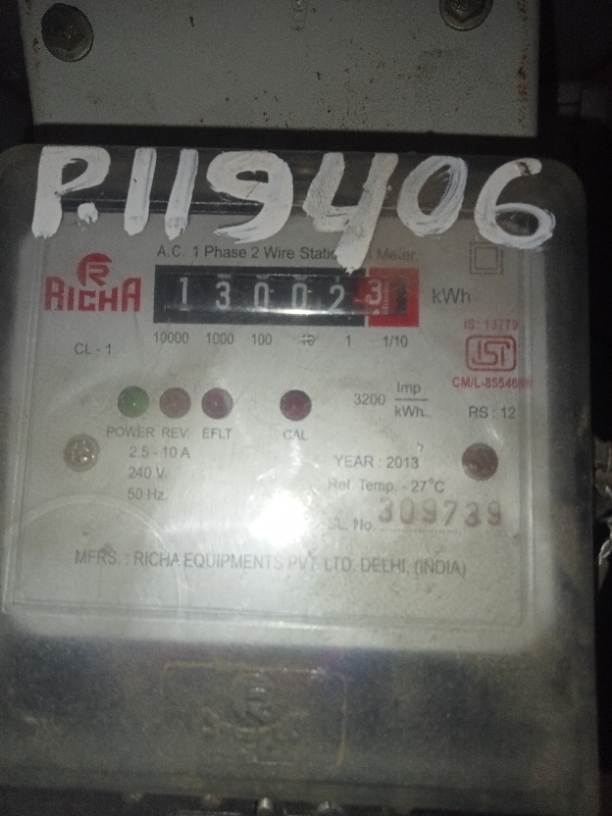 P.119406
A.C. 1 Phase 2 Wire Static Meter
RICHA
1 3 0 0 2 3 kWh
10000 1000 100 10 1 1/10
CL - 1
IS: 13779
ISI
3200 Imp/kWh
RS : 12
POWER REV. EFLT CAL
2.5 - 10 A
240 V.
50 Hz.
YEAR : 2013
Ref. Temp. - 27°C
SL. No. 309739
MFRS. : RICHA EQUIPMENTS PVT. LTD. DELHI, (INDIA)